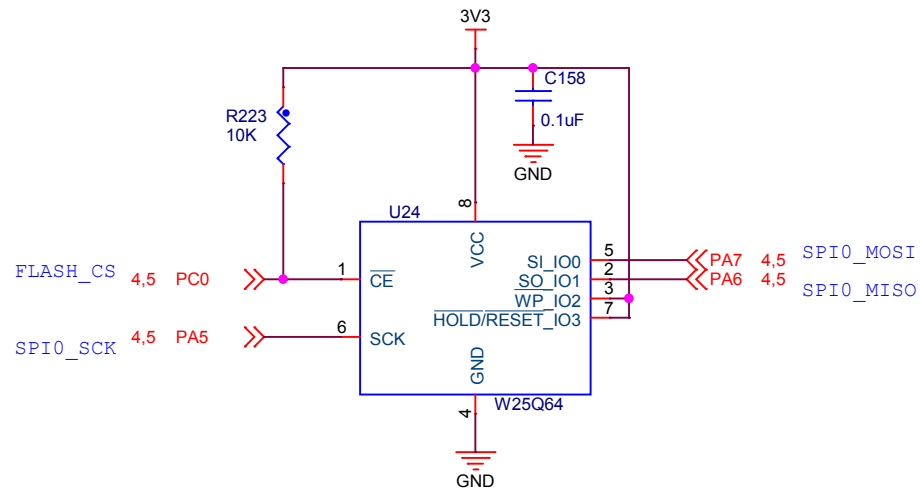 3V3
R223
10K
C158
0.1uF
GND
U24
8
VCC
FLASH_CS 4,5 PC0 1 CE
SI_IO0 5 PA7 4,5 SPI0_MOSI
SO_IO1 2 PA6 4,5
WP_IO2 3 SPI0_MISO
HOLD/RESET_IO3 7
SPI0_SCK 4,5 PA5 6 SCK
GND
4
W25Q64
GND